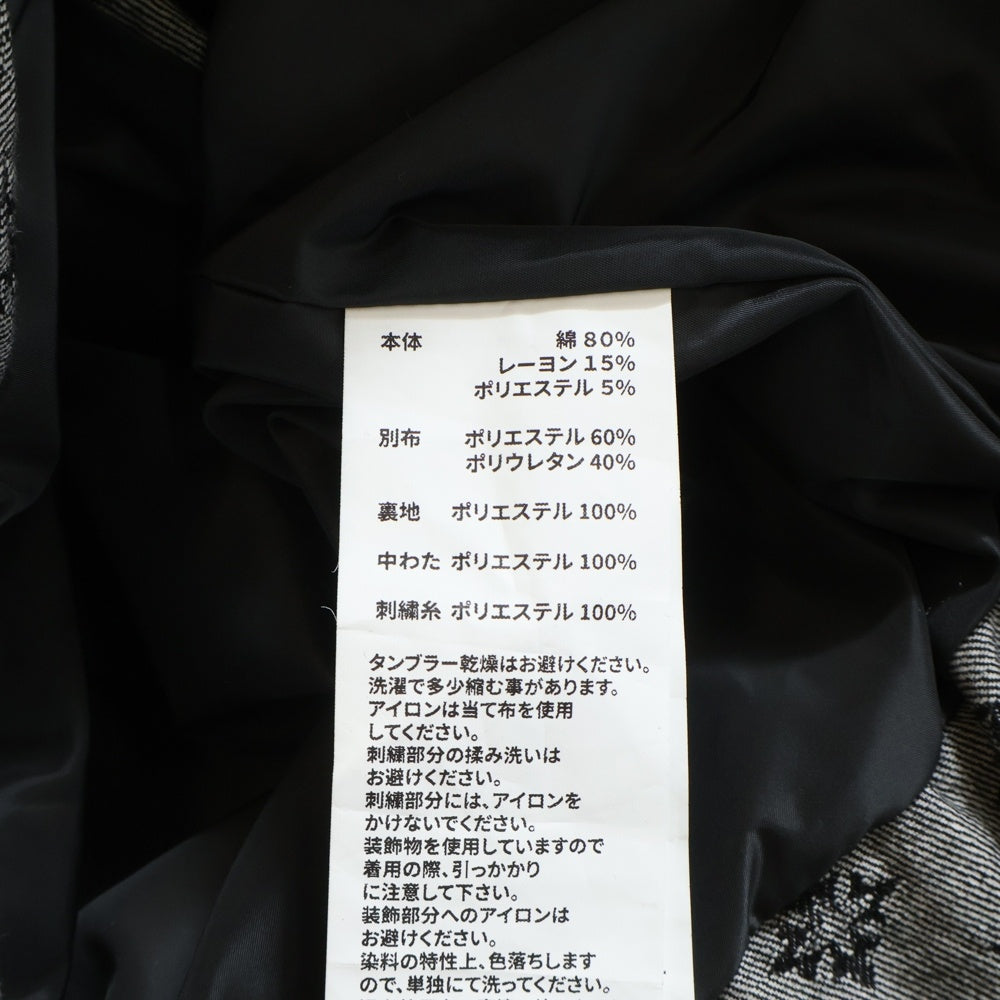 本体 綿 80%
レーヨン 15%
ポリエステル 5%
別布 ポリエステル 60%
ポリウレタン 40%
裏地 ポリエステル 100%
中わた ポリエステル 100%
刺繍糸 ポリエステル 100%
タンブラー乾燥はお避けください。
洗濯で多少縮む事があります。
アイロンは当て布を使用
してください。
刺繍部分の揉み洗いは
お避けください。
刺繍部分には、アイロンを
かけないでください。
装飾物を使用していますので
着用の際、引っかかり
に注意して下さい。
装飾部分へのアイロンは
お避けください。
染料の特性上、色落ちします
ので、単独にて洗ってください。